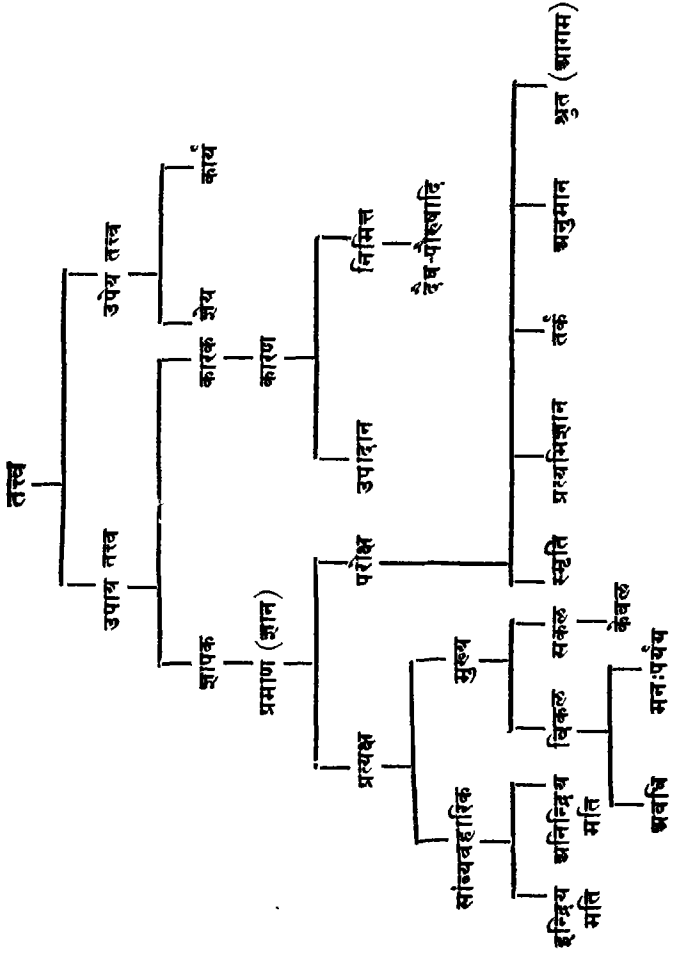 तत्त्व
उपाय तत्त्व
उपेय तत्त्व
ज्ञापक
कारक
ज्ञेय
कार्य
प्रमाण (ज्ञान)
कारण
प्रत्यक्ष
परोक्ष
उपादान
निमित्त
दैव-पौरुषादि
सांव्यवहारिक
मुख्य
इन्द्रिय
मति
अनिन्द्रिय
मति
विकल
सकल
स्मृति
प्रत्यभिज्ञान
तर्क
अनुमान
श्रुत (आगम)
अवधि
मनःपर्यय
केवल